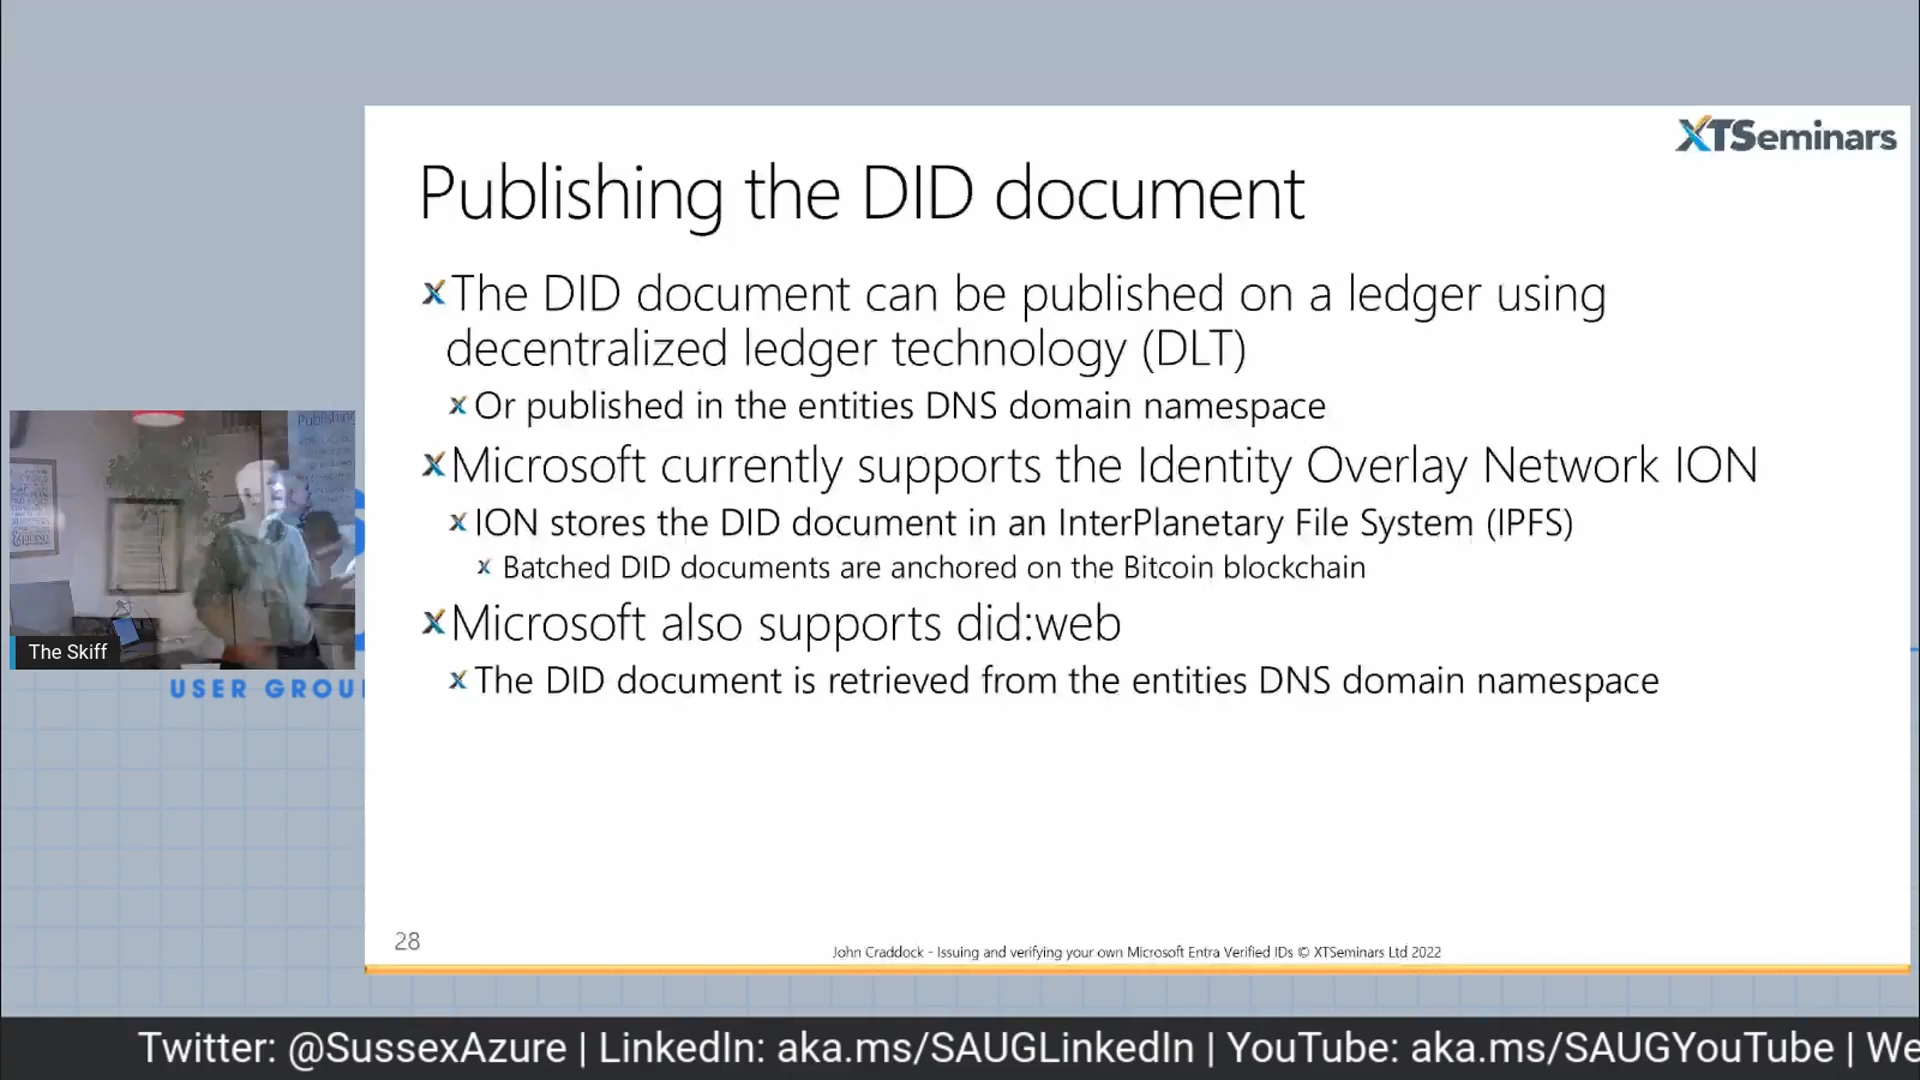 XTSeminars
Publishing the DID document
The DID document can be published on a ledger using
decentralized ledger technology (DLT)
Or published in the entities DNS domain namespace
Microsoft currently supports the Identity Overlay Network ION
ION stores the DID document in an InterPlanetary File System (IPFS)
Batched DID documents are anchored on the Bitcoin blockchain
Microsoft also supports did:web
The DID document is retrieved from the entities DNS domain namespace
Publishing
The Skiff
USER GROU
28
John Craddock - Issuing and verifying your own Microsoft Entra Verified IDs © XTSeminars Ltd 2022
Twitter: @SussexAzure | LinkedIn: aka.ms/SAUGLinkedIn | YouTube: aka.ms/SAUGYouTube | We